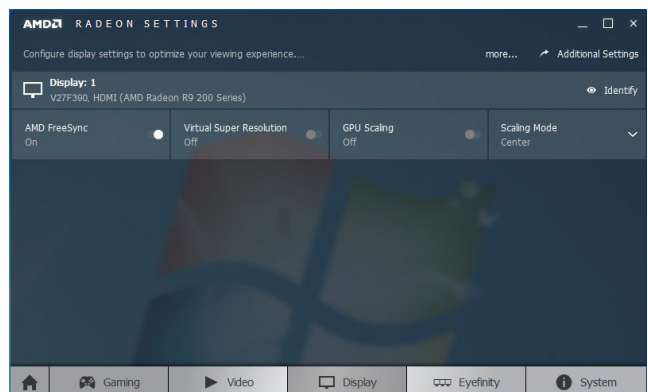 AMD RADEON SETTINGS
Configure display settings to optimize your viewing experience....
more...
Additional Settings
Display: 1
V27F390, HDMI (AMD Radeon R9 200 Series)
Identify
AMD FreeSync
On
Virtual Super Resolution
Off
GPU Scaling
Off
Scaling Mode
Center
Gaming
Video
Display
Eyefinity
System